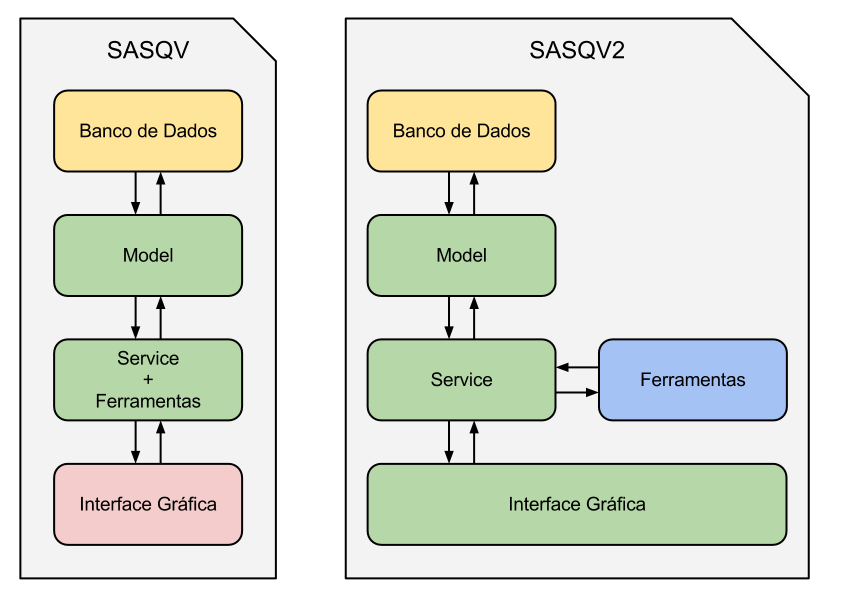 SASQV
Banco de Dados
Model
Service
+
Ferramentas
Interface Gráfica
SASQV2
Banco de Dados
Model
Service
Ferramentas
Interface Gráfica